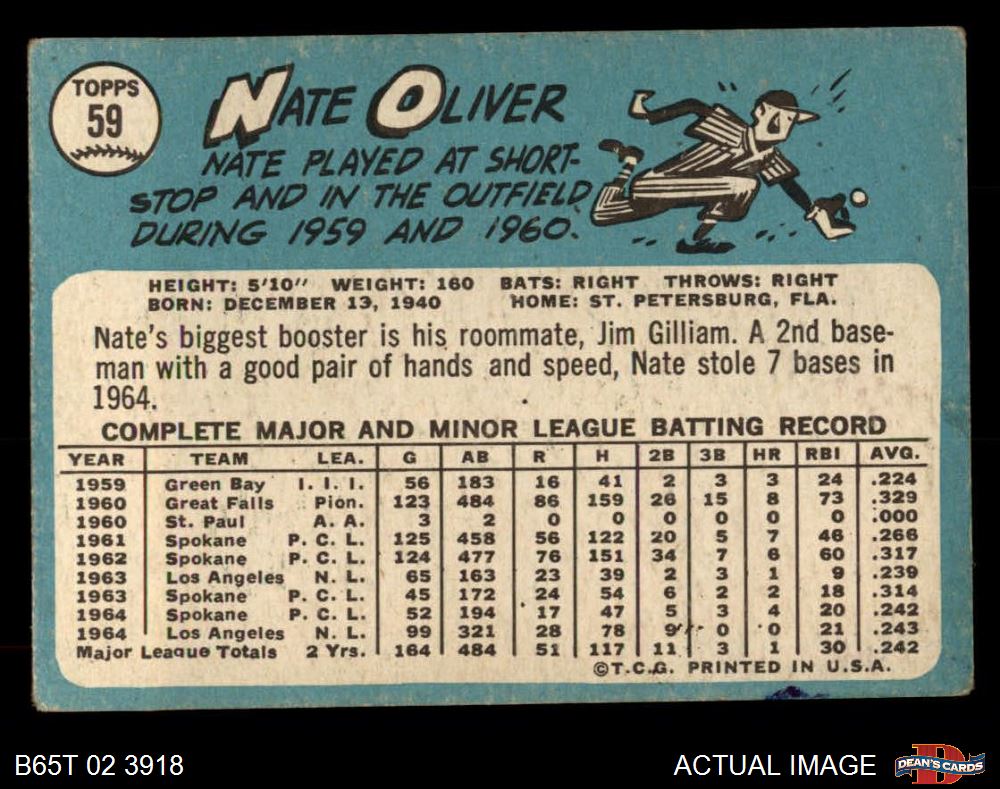 TOPPS
59
NATE OLIVER
NATE PLAYED AT SHORT-
STOP AND IN THE OUTFIELD
DURING 1959 AND 1960.
HEIGHT: 5'10" WEIGHT: 160 BATS: RIGHT THROWS: RIGHT
BORN: DECEMBER 13, 1940 HOME: ST. PETERSBURG, FLA.
Nate's biggest booster is his roommate, Jim Gilliam. A 2nd base-
man with a good pair of hands and speed, Nate stole 7 bases in
1964.
COMPLETE MAJOR AND MINOR LEAGUE BATTING RECORD
YEAR TEAM LEA. G AB R H 2B 3B HR RBI AVG.
1959 Green Bay I. I. I. 56 183 16 41 2 3 3 24 .224
1960 Great Falls Pion. 123 484 86 159 26 15 8 73 .329
1960 St. Paul A. A. 3 2 0 0 0 0 0 0 .000
1961 Spokane P. C. L. 125 458 56 122 20 5 7 46 .266
1962 Spokane P. C. L. 124 477 76 151 34 7 6 60 .317
1963 Los Angeles N. L. 65 163 23 39 2 3 1 9 .239
1963 Spokane P. C. L. 45 172 24 54 6 2 2 18 .314
1964 Spokane P. C. L. 52 194 17 47 5 3 4 20 .242
1964 Los Angeles N. L. 99 321 28 78 9 0 0 21 .243
Major League Totals 2 Yrs. 164 484 51 117 11 3 1 30 .242
©T.C.G. PRINTED IN U.S.A.
B65T 02 3918
ACTUAL IMAGE
D
DEAN'S CARDS